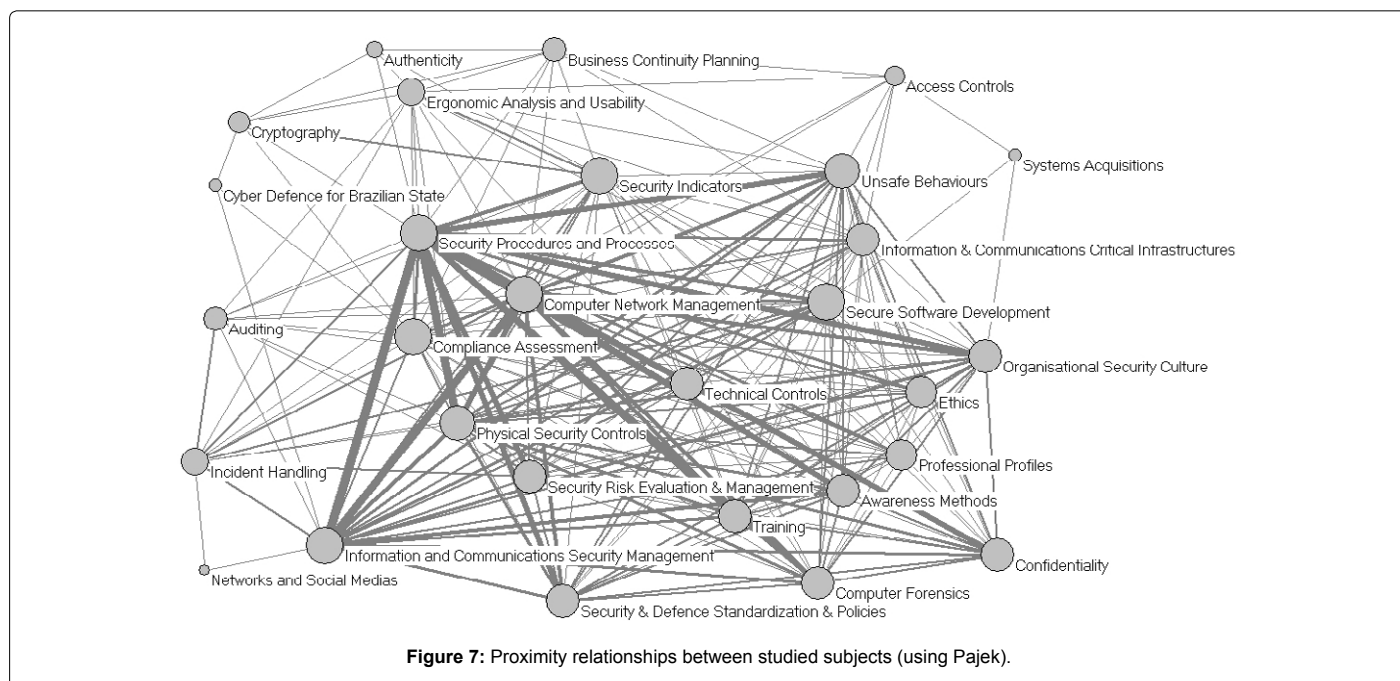 Authenticity
Business Continuity Planning
Access Controls
Ergonomic Analysis and Usability
Cryptography
Systems Acquisitions
Cyber Defence for Brazilian State
Security Indicators
Unsafe Behaviours
Security Procedures and Processes
Information & Communications Critical Infrastructures
Computer Network Management
Secure Software Development
Auditing
Compliance Assessment
Organisational Security Culture
Technical Controls
Ethics
Physical Security Controls
Incident Handling
Professional Profiles
Security Risk Evaluation & Management
Awareness Methods
Training
Information and Communications Security Management
Confidentiality
Networks and Social Medias
Computer Forensics
Security & Defence Standardization & Policies
Figure 7: Proximity relationships between studied subjects (using Pajek).